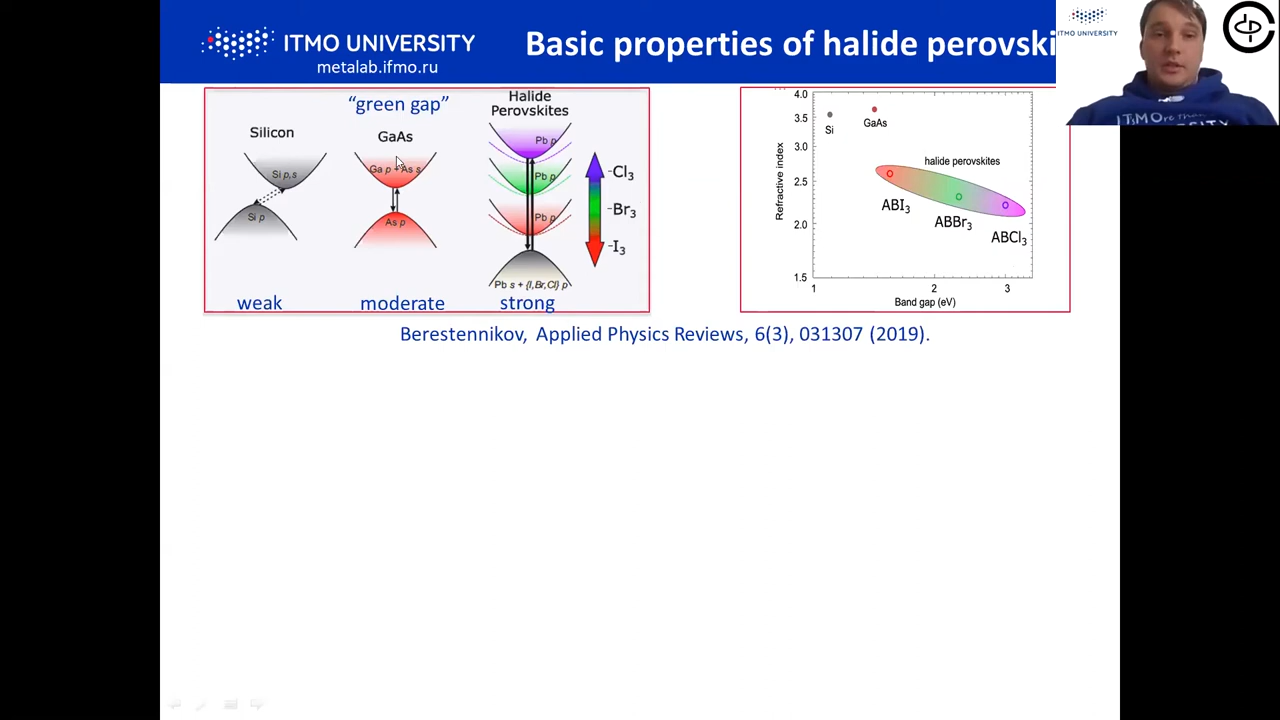 ITMO UNIVERSITY
metalab.ifmo.ru
Basic properties of halide perovski
ITMO UNIVERSITY
ITMOre than
UNIVERSITY
"green gap"
Silicon
GaAs
Halide
Perovskites
Si p,s
Si p
Ga p + As s
As p
Pb p
Pb p
Pb p
Pb s + {I,Br,Cl} p
-Cl3
-Br3
-I3
weak
moderate
strong
Refractive index
4.0
3.5
3.0
2.5
2.0
1.5
Si
GaAs
halide perovskites
ABI3
ABBr3
ABCl3
1
2
3
Band gap (eV)
Berestennikov, Applied Physics Reviews, 6(3), 031307 (2019).